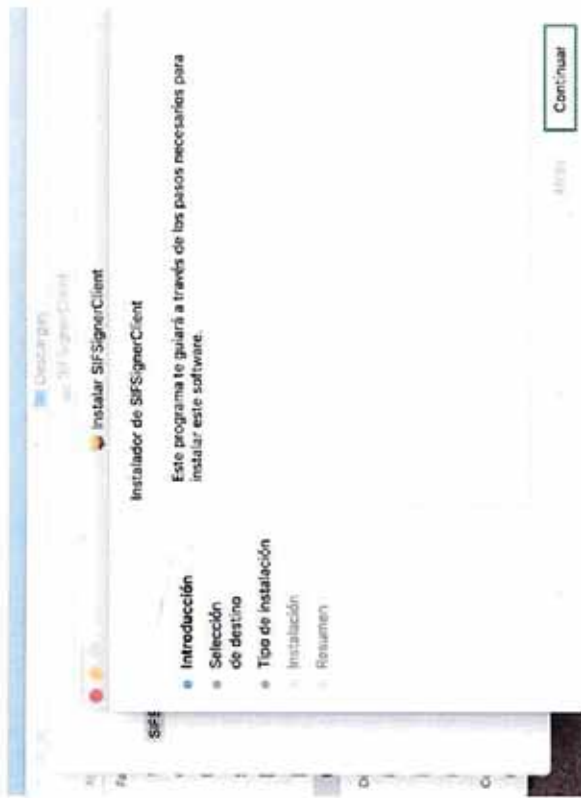 Descargas
Instalar SIFSignerClient
Instalador de SIFSignerClient
Este programa te guiará a través de los pasos necesarios para
instalar este software.
Introducción
Selección
de destino
Tipo de instalación
Instalación
Resumen
Atrás
Continuar